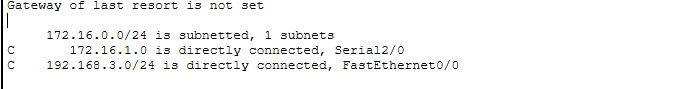 Gateway of last resort is not set
172.16.0.0/24 is subnetted, 1 subnets
C 172.16.1.0 is directly connected, Serial2/0
C 192.168.3.0/24 is directly connected, FastEthernet0/0